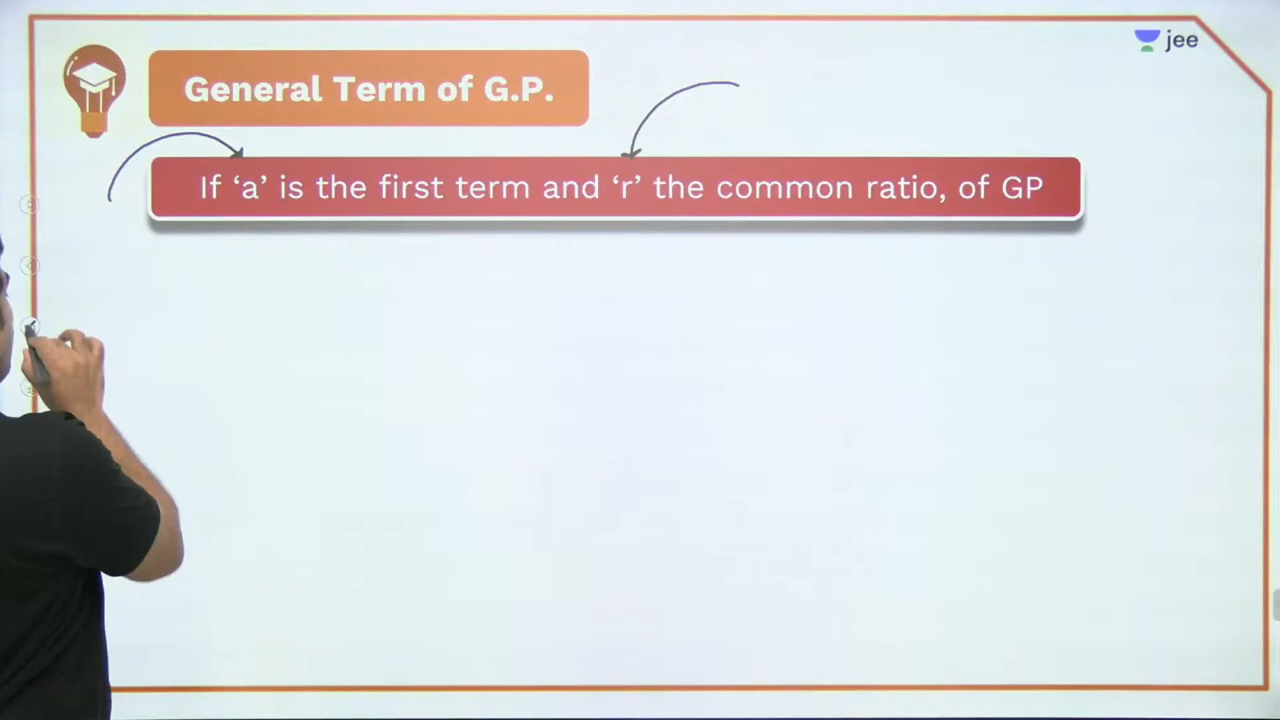 jee
General Term of G.P.
If ‘a’ is the first term and ‘r’ the common ratio, of GP